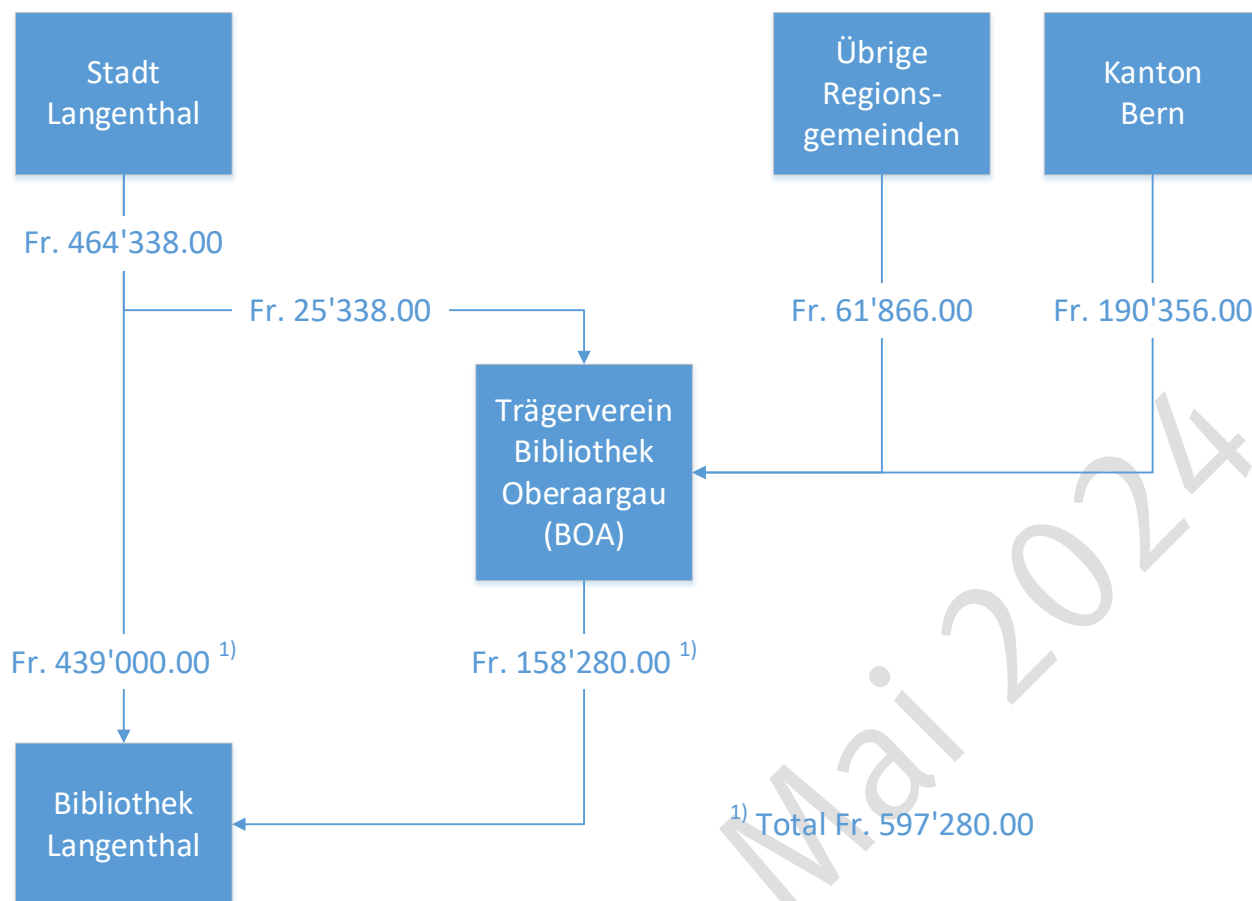 Stadt
Langenthal
Übrige
Regions-
gemeinden
Kanton
Bern
Fr. 464'338.00
Fr. 25'338.00
Fr. 61'866.00
Fr. 190'356.00
Trägerverein
Bibliothek
Oberaargau
(BOA)
Fr. 439'000.00 1)
Fr. 158'280.00 1)
Bibliothek
Langenthal
1) Total Fr. 597'280.00
Mai 2024